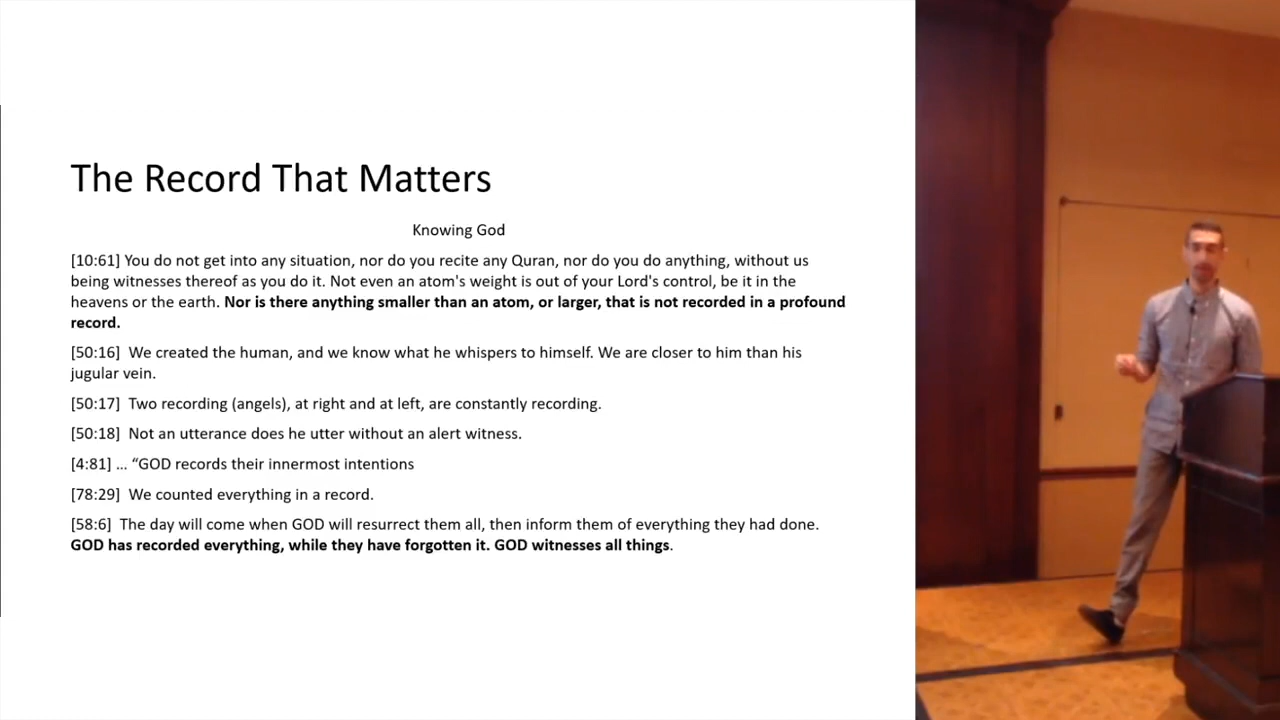 The Record That Matters
Knowing God
[10:61] You do not get into any situation, nor do you recite any Quran, nor do you do anything, without us
being witnesses thereof as you do it. Not even an atom's weight is out of your Lord's control, be it in the
heavens or the earth. Nor is there anything smaller than an atom, or larger, that is not recorded in a profound
record.
[50:16]  We created the human, and we know what he whispers to himself. We are closer to him than his
jugular vein.
[50:17]  Two recording (angels), at right and at left, are constantly recording.
[50:18]  Not an utterance does he utter without an alert witness.
[4:81] … “GOD records their innermost intentions
[78:29]  We counted everything in a record.
[58:6]  The day will come when GOD will resurrect them all, then inform them of everything they had done.
GOD has recorded everything, while they have forgotten it. GOD witnesses all things.